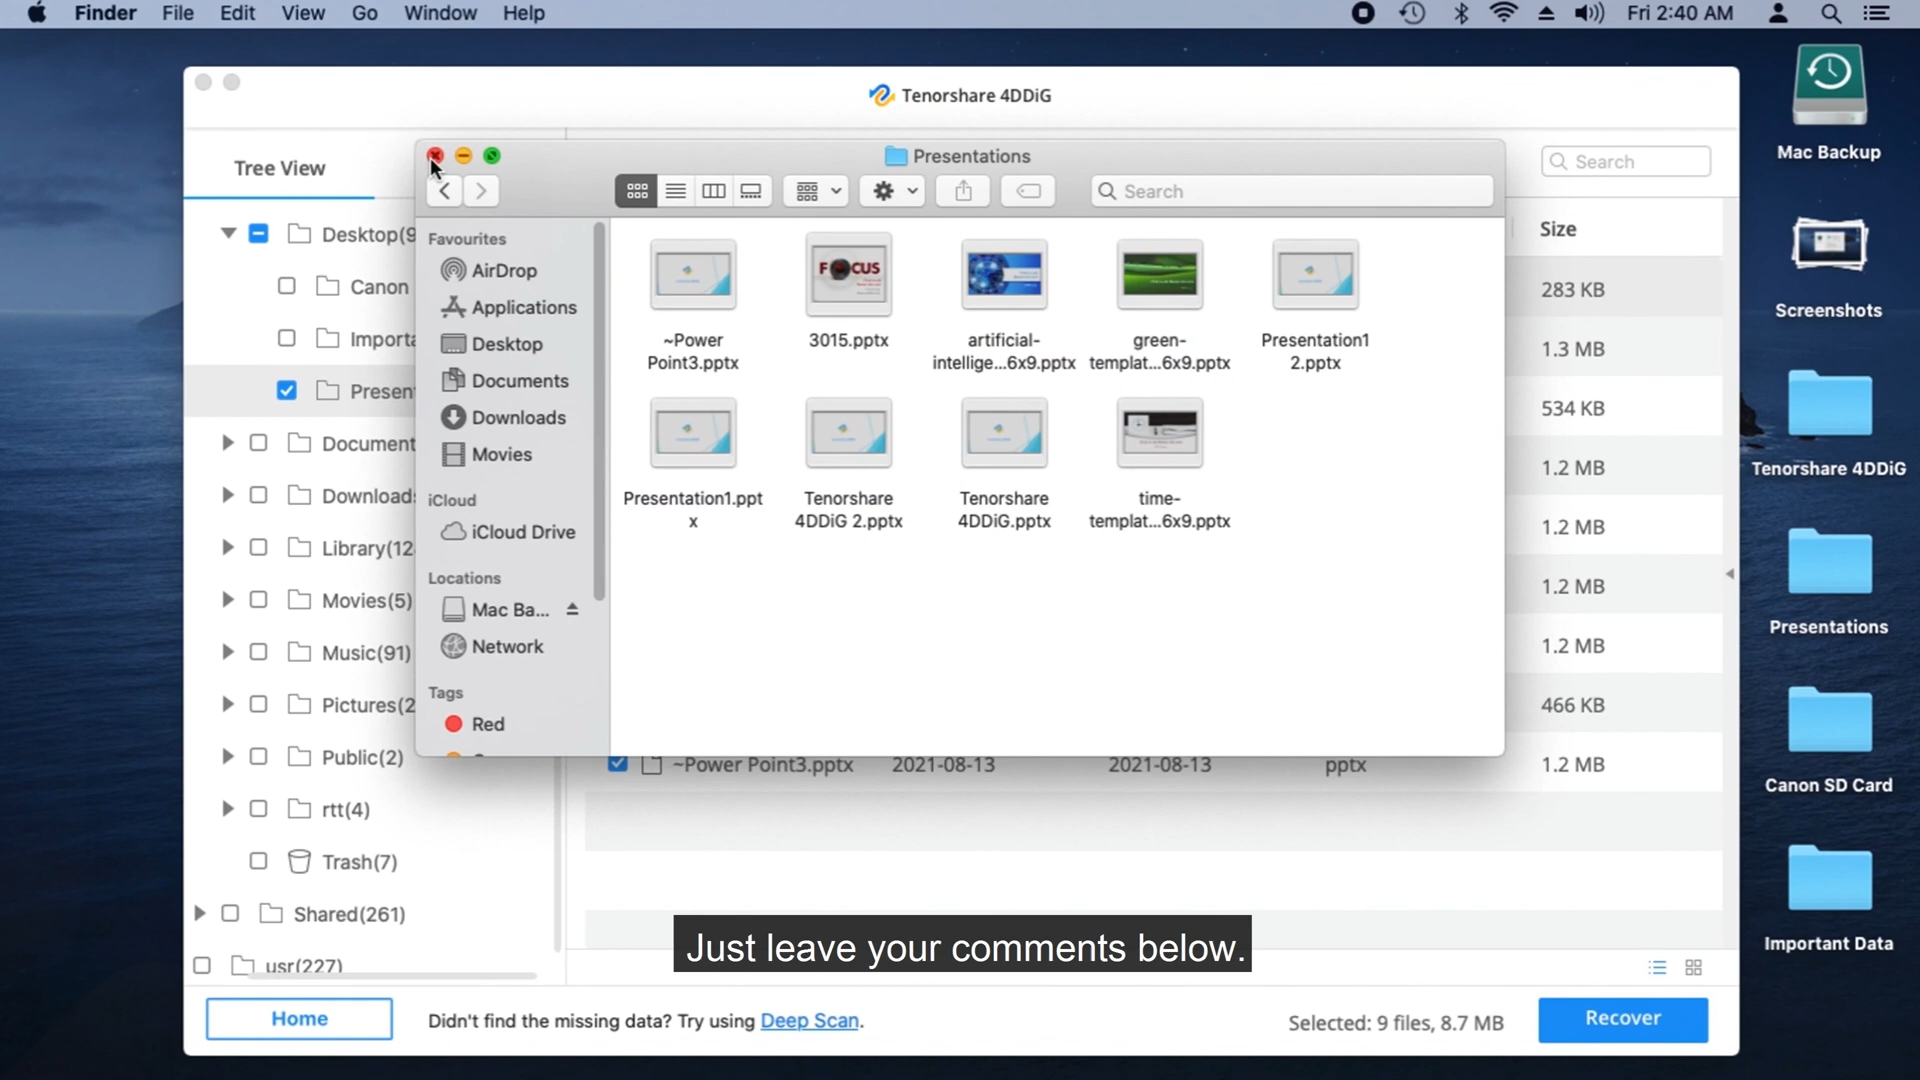 Finder File Edit View Go Window Help Fri 2:40 AM
Tenorshare 4DDiG
Tree View
Search
Desktop(9
Canon
Importa
Present
Document
Download
Library(12
Movies(5)
Music(91)
Pictures(2
Public(2)
rtt(4)
Trash(7)
Shared(261)
usr(227)
Presentations
Search
Favourites
AirDrop
Applications
Desktop
Documents
Downloads
Movies
iCloud
iCloud Drive
Locations
Mac Ba...
Network
Tags
Red
~Power
Point3.pptx
3015.pptx
artificial-
intellige...6x9.pptx
green-
templat...6x9.pptx
Presentation1
2.pptx
Presentation1.ppt
x
Tenorshare
4DDiG 2.pptx
Tenorshare
4DDiG.pptx
time-
templat...6x9.pptx
FOCUS
Size
283 KB
1.3 MB
534 KB
1.2 MB
1.2 MB
1.2 MB
1.2 MB
466 KB
~Power Point3.pptx 2021-08-13 2021-08-13 pptx 1.2 MB
Just leave your comments below.
Home
Didn't find the missing data? Try using Deep Scan.
Selected: 9 files, 8.7 MB
Recover
Mac Backup
Screenshots
Tenorshare 4DDiG
Presentations
Canon SD Card
Important Data